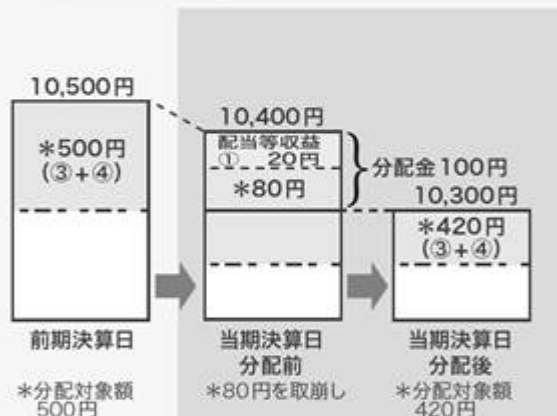 10,500円
*500円
(③+④)
前期決算日
*分配対象額
500円
10,400円
配当等収益
① 20円
*80円
分配金100円
当期決算日
分配前
*80円を取崩し
10,300円
*420円
(③+④)
当期決算日
分配後
*分配対象額
420円